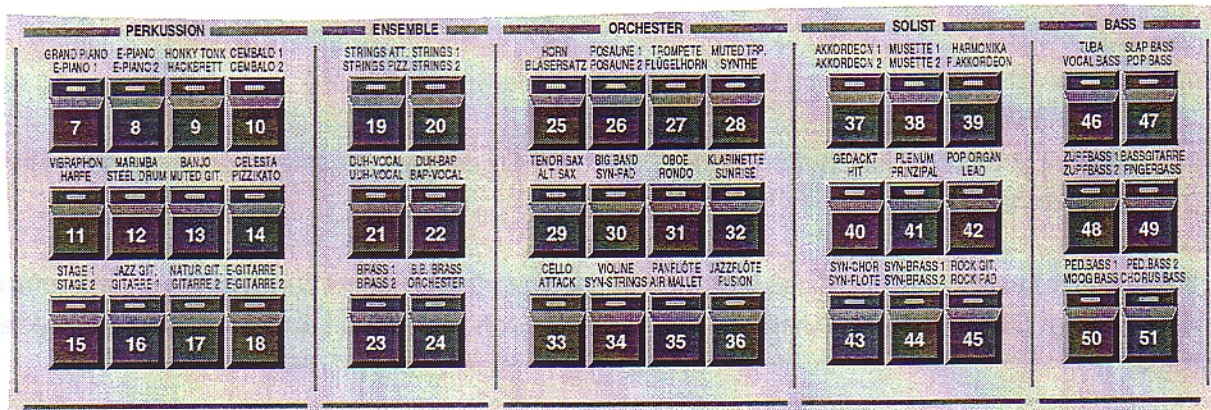 PERKUSSION
GRAND PIANO E-PIANO HONKY TONK CEMBALO 1
E-PIANO 1 E-PIANO 2 HACKBRETT CEMBALO 2
7 8 9 10
VIBRAPHON MARIMBA BANJO CELESTA
HARFE STEEL DRUM MUTED GIT. PIZZIKATO
11 12 13 14
STAGE 1 JAZZ GIT. NATUR GIT. E-GITARRE 1
STAGE 2 GITARRE 1 GITARRE 2 E-GITARRE 2
15 16 17 18
ENSEMBLE
STRINGS ATT. STRINGS 1
STRINGS PIZZ. STRINGS 2
19 20
DUH-VOCAL DUH-BAP
UUH-VOCAL BAP-VOCAL
21 22
BRASS 1 B.B. BRASS
BRASS 2 ORCHESTER
23 24
ORCHESTER
HORN POSAUNE 1 TROMPETE MUTED TRP.
BLÄSERSATZ POSAUNE 2 FLÜGELHORN SYNTHE
25 26 27 28
TENOR SAX BIG BAND OBOE KLARINETTE
ALT SAX SYN-PAD RONDO SUNRISE
29 30 31 32
CELLO VIOLINE PANFLÖTE JAZZFLÖTE
ATTACK SYN-STRINGS AIR MALLET FUSION
33 34 35 36
SOLIST
AKKORDEON 1 MUSETTE 1 HARMONIKA
AKKORDEON 2 MUSETTE 2 F.AKKORDEON
37 38 39
GEDACKT PLENUM POP ORGAN
HIT PRINZIPAL LEAD
40 41 42
SYN-CHOR SYN-BRASS 1 ROCK GIT.
SYN-FLÖTE SYN-BRASS 2 ROCK PAD
43 44 45
BASS
TUBA SLAP BASS
VOCAL BASS POP BASS
46 47
ZUPFBASS 1 BASSGITARRE
ZUPFBASS 2 FINGERBASS
48 49
PED.BASS 1 PED.BASS 2
MOOG BASS CHORUS BASS
50 51